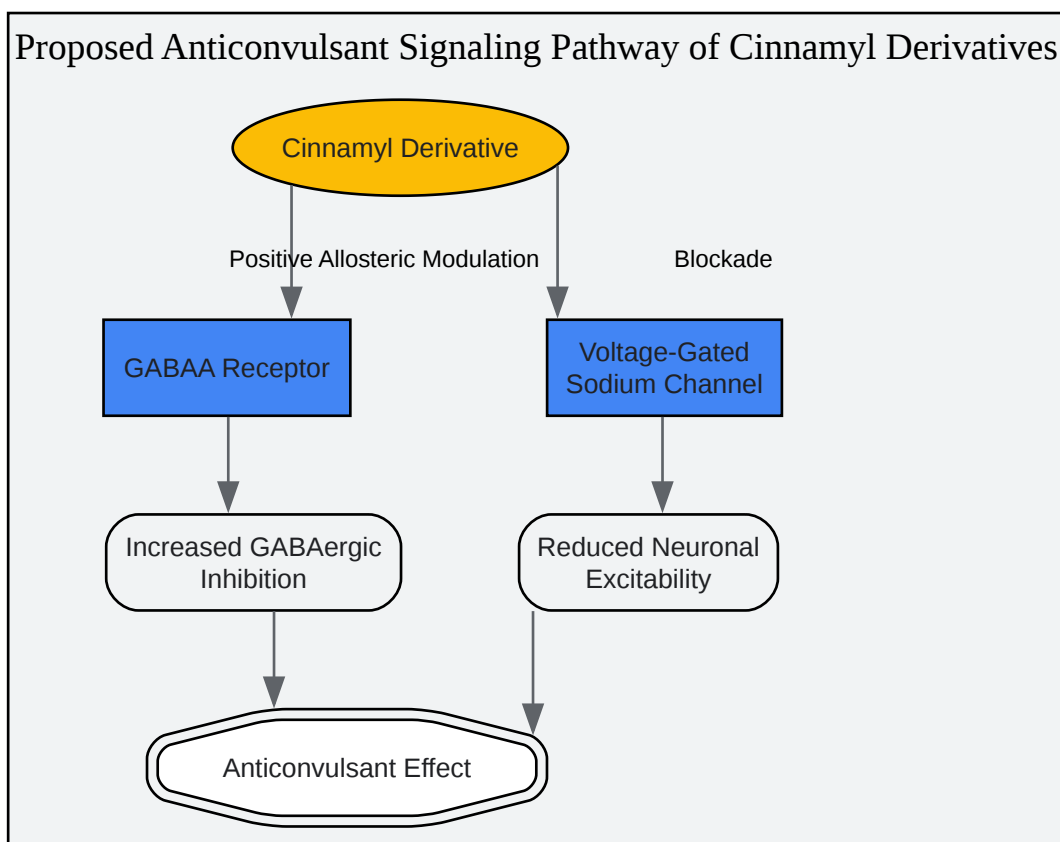 Proposed Anticonvulsant Signaling Pathway of Cinnamyl Derivatives
Cinnamyl Derivative
Positive Allosteric Modulation
Blockade
GABAA Receptor
Voltage-Gated
Sodium Channel
Increased GABAergic
Inhibition
Reduced Neuronal
Excitability
Anticonvulsant Effect